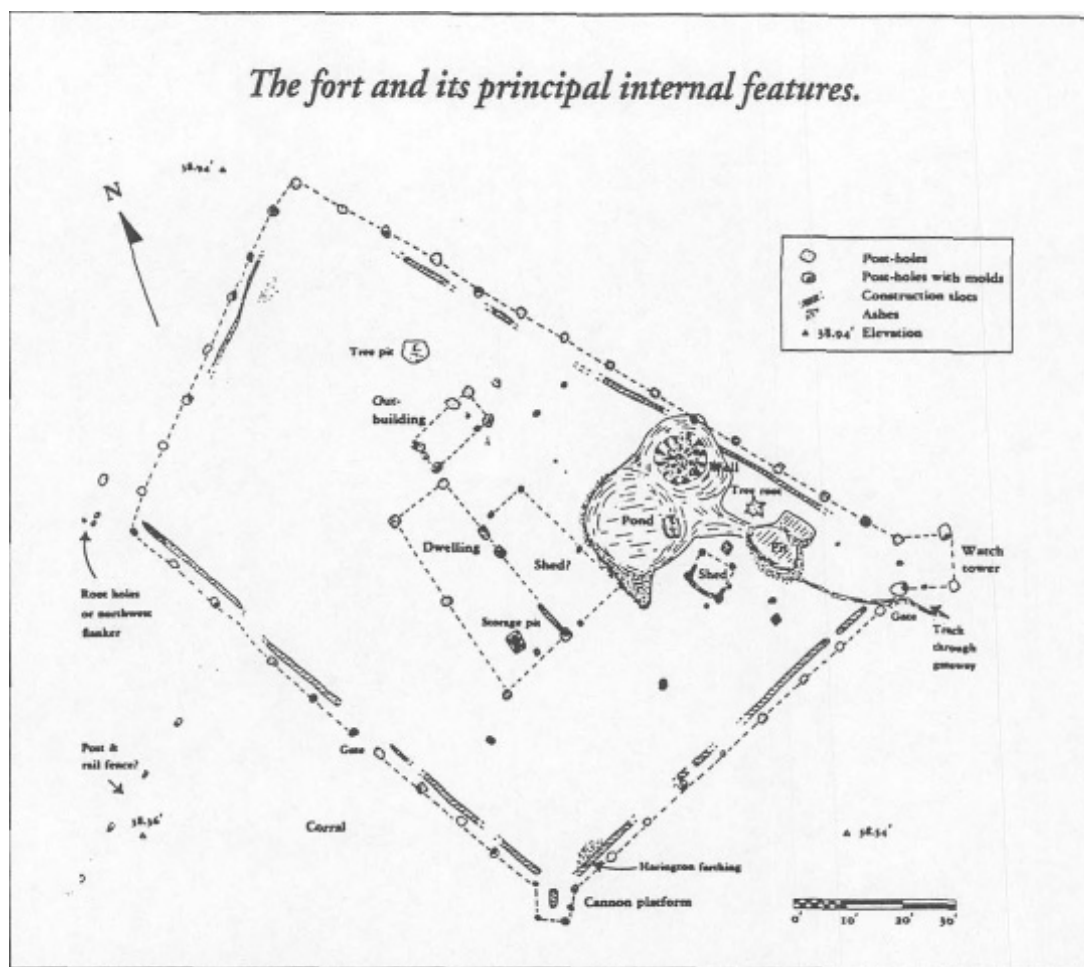 The fort and its principal internal features.
38.94'
N
Post-holes
Post-holes with molds
Construction slots
Ashes
38.94' Elevation
Tree pit
Out-
building
Well
Tree root
Pond
Pit
Dwelling
Shed?
Shed
Watch
tower
Root holes
or northwest
flanker
Storage pit
Gate
Track
through
gateway
Gate
Post &
rail fence?
38.36'
Corral
38.54'
Harington farthing
Cannon platform
0' 10' 20' 30'